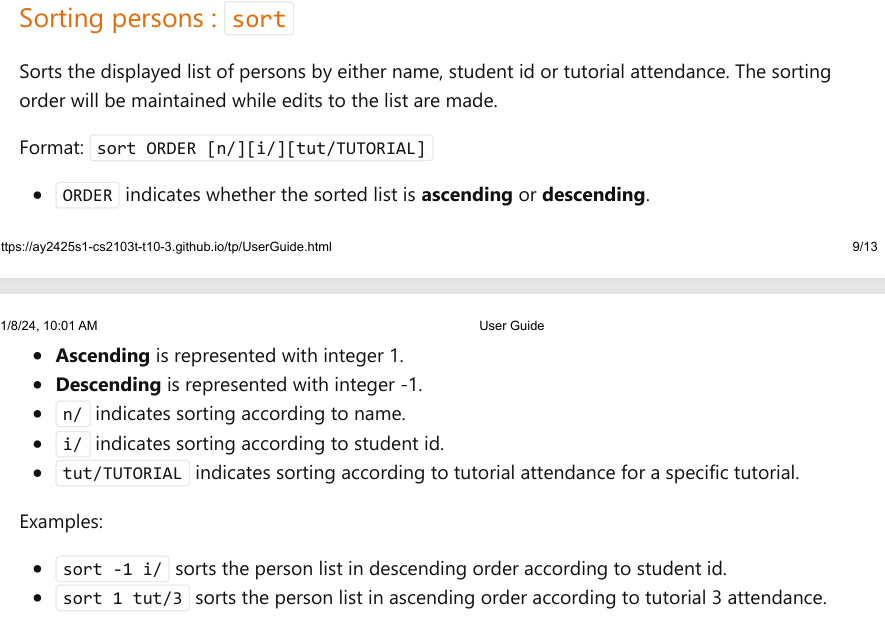 Sorting persons : sort
Sorts the displayed list of persons by either name, student id or tutorial attendance. The sorting
order will be maintained while edits to the list are made.
Format: sort ORDER [n/][i/][tut/TUTORIAL]
• ORDER indicates whether the sorted list is ascending or descending.
ttps://ay2425s1-cs2103t-t10-3.github.io/tp/UserGuide.html 9/13
1/8/24, 10:01 AM User Guide
• Ascending is represented with integer 1.
• Descending is represented with integer -1.
• n/ indicates sorting according to name.
• i/ indicates sorting according to student id.
• tut/TUTORIAL indicates sorting according to tutorial attendance for a specific tutorial.
Examples:
• sort -1 i/ sorts the person list in descending order according to student id.
• sort 1 tut/3 sorts the person list in ascending order according to tutorial 3 attendance.